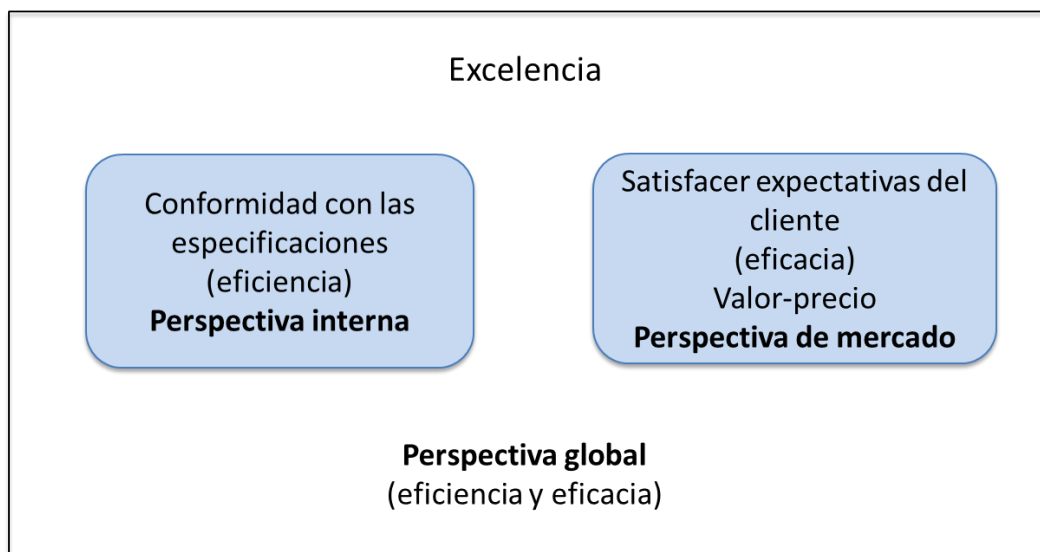 Excelencia
Conformidad con las
especificaciones
(eficiencia)
Perspectiva interna
Satisfacer expectativas del
cliente
(eficacia)
Valor-precio
Perspectiva de mercado
Perspectiva global
(eficiencia y eficacia)